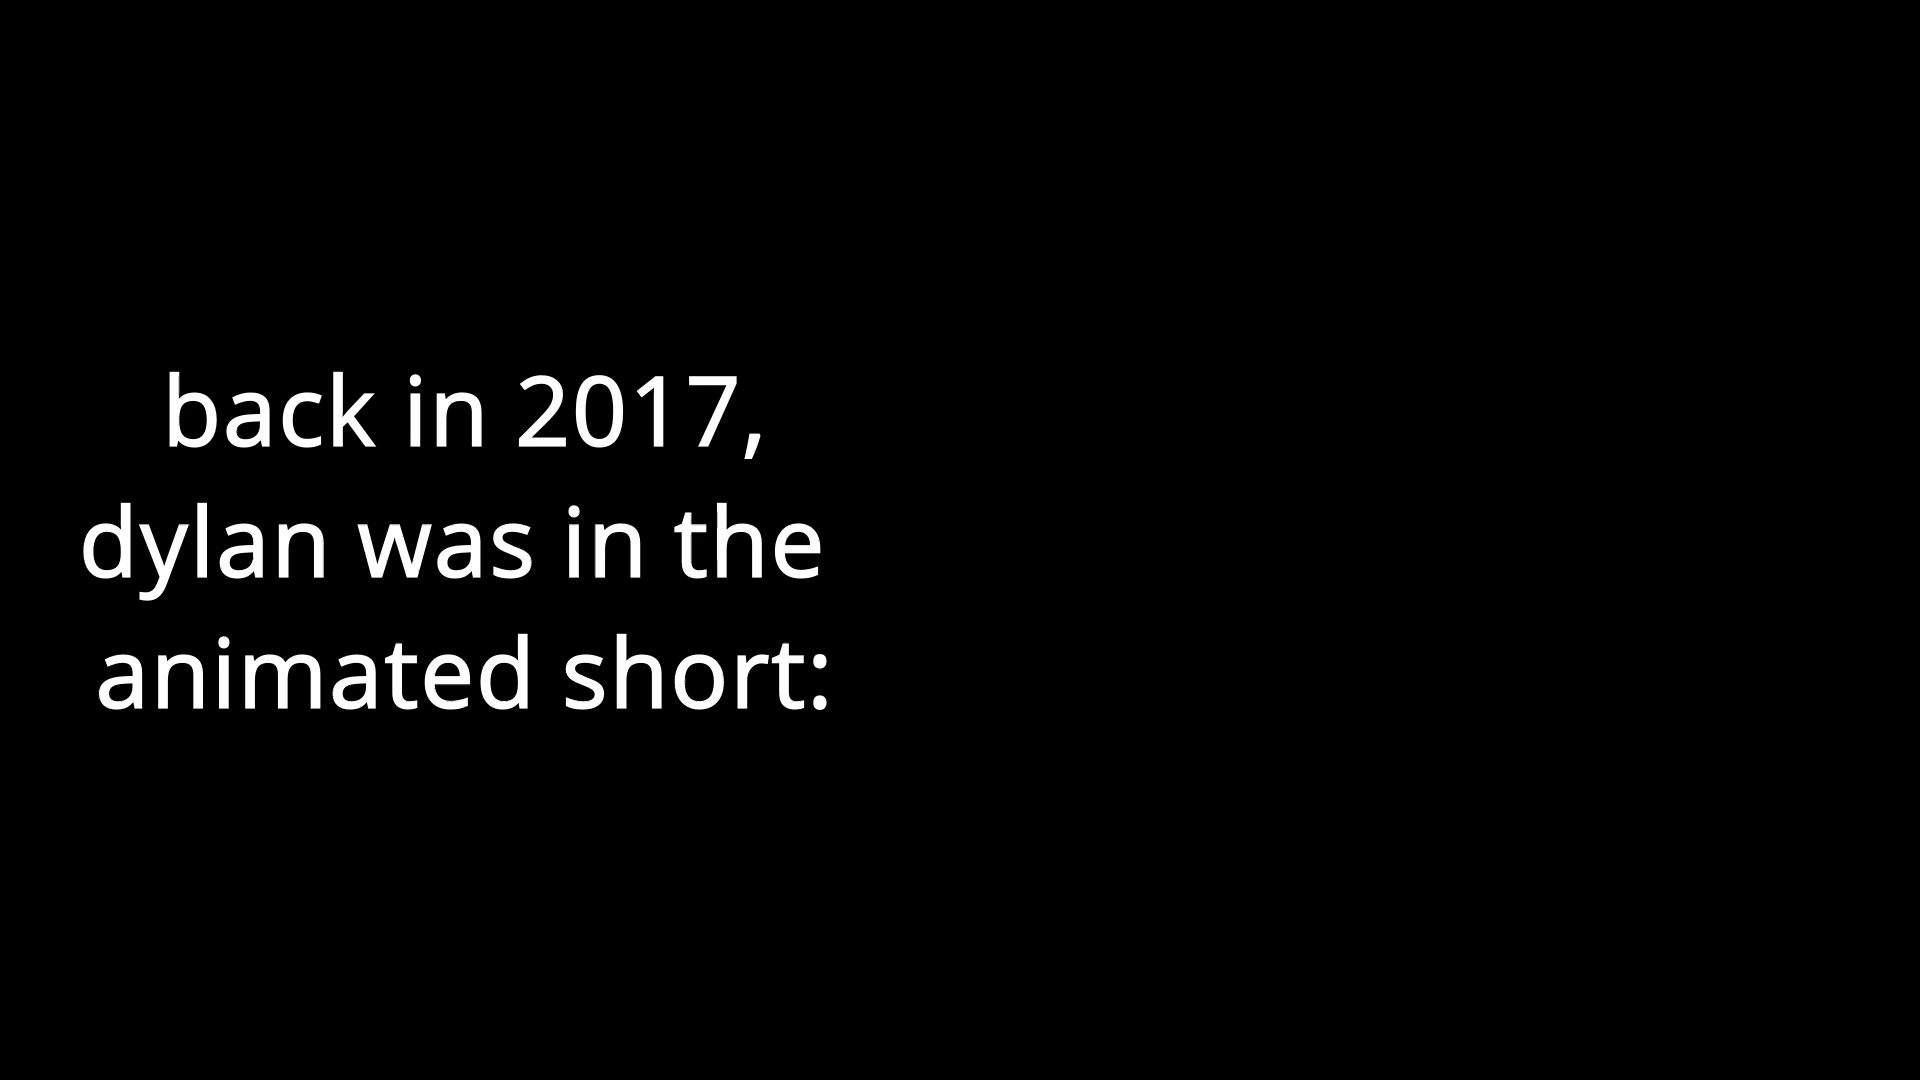 back in 2017,
dylan was in the
animated short: